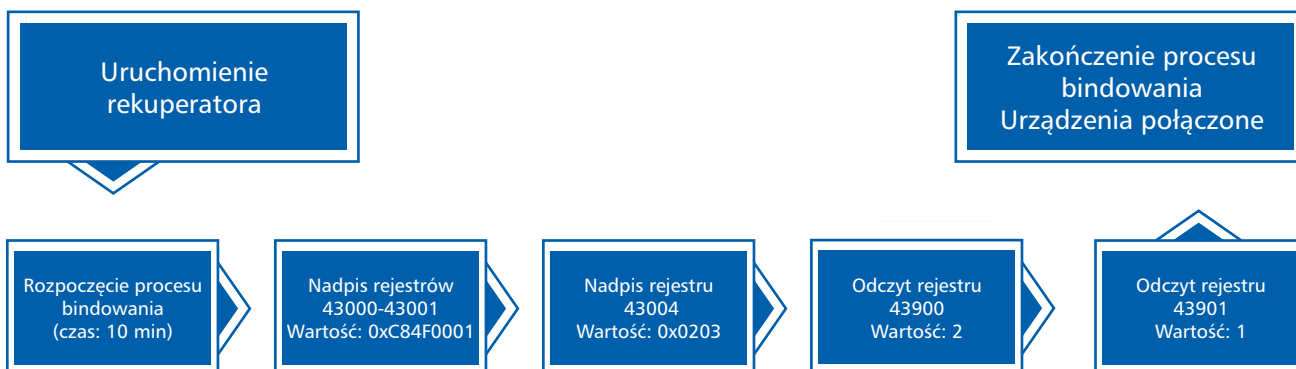 Uruchomienie
rekuperatora
Rozpoczęcie procesu
bindowania
(czas: 10 min)
Nadpis rejestrów
43000-43001
Wartość: 0xC84F0001
Nadpis rejestru
43004
Wartość: 0x0203
Odczyt rejestru
43900
Wartość: 2
Odczyt rejestru
43901
Wartość: 1
Zakończenie procesu
bindowania
Urządzenia połączone